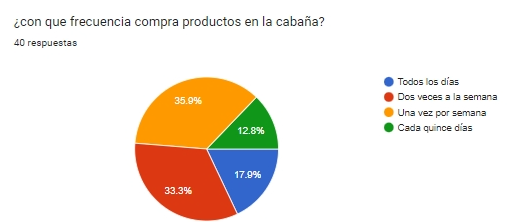 ¿con que frecuencia compra productos en la cabaña?
40 respuestas
Todos los días
Dos veces a la semana
Una vez por semana
Cada quince días
35.9%
12.8%
17.9%
33.3%